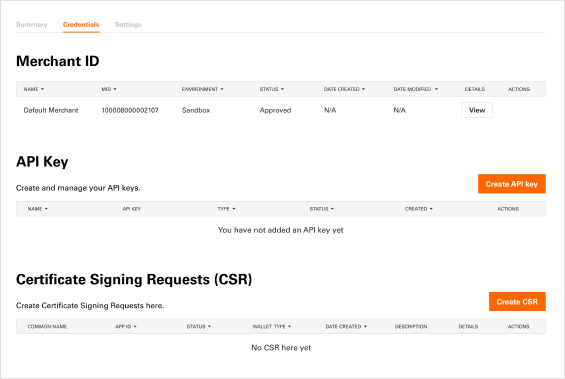 Summary Credentials Settings
Merchant ID
NAME MID ENVIRONMENT STATUS DATE CREATED DATE MODIFIED DETAILS ACTIONS
Dafault Merchant 100008000002107 Sandbox Approved N/A N/A View
API Key
Create and manage your API keys. Create API key
NAME API KEY TYPE STATUS CREATED ACTIONS
You have not added an API key yet
Certificate Signing Requests (CSR)
Create Certificate Signing Requests here. Create CSR
COMMON NAME APP ID STATUS WALLET TYPE DATE CREATED DESCRIPTION DETAILS ACTIONS
No CSR here yet